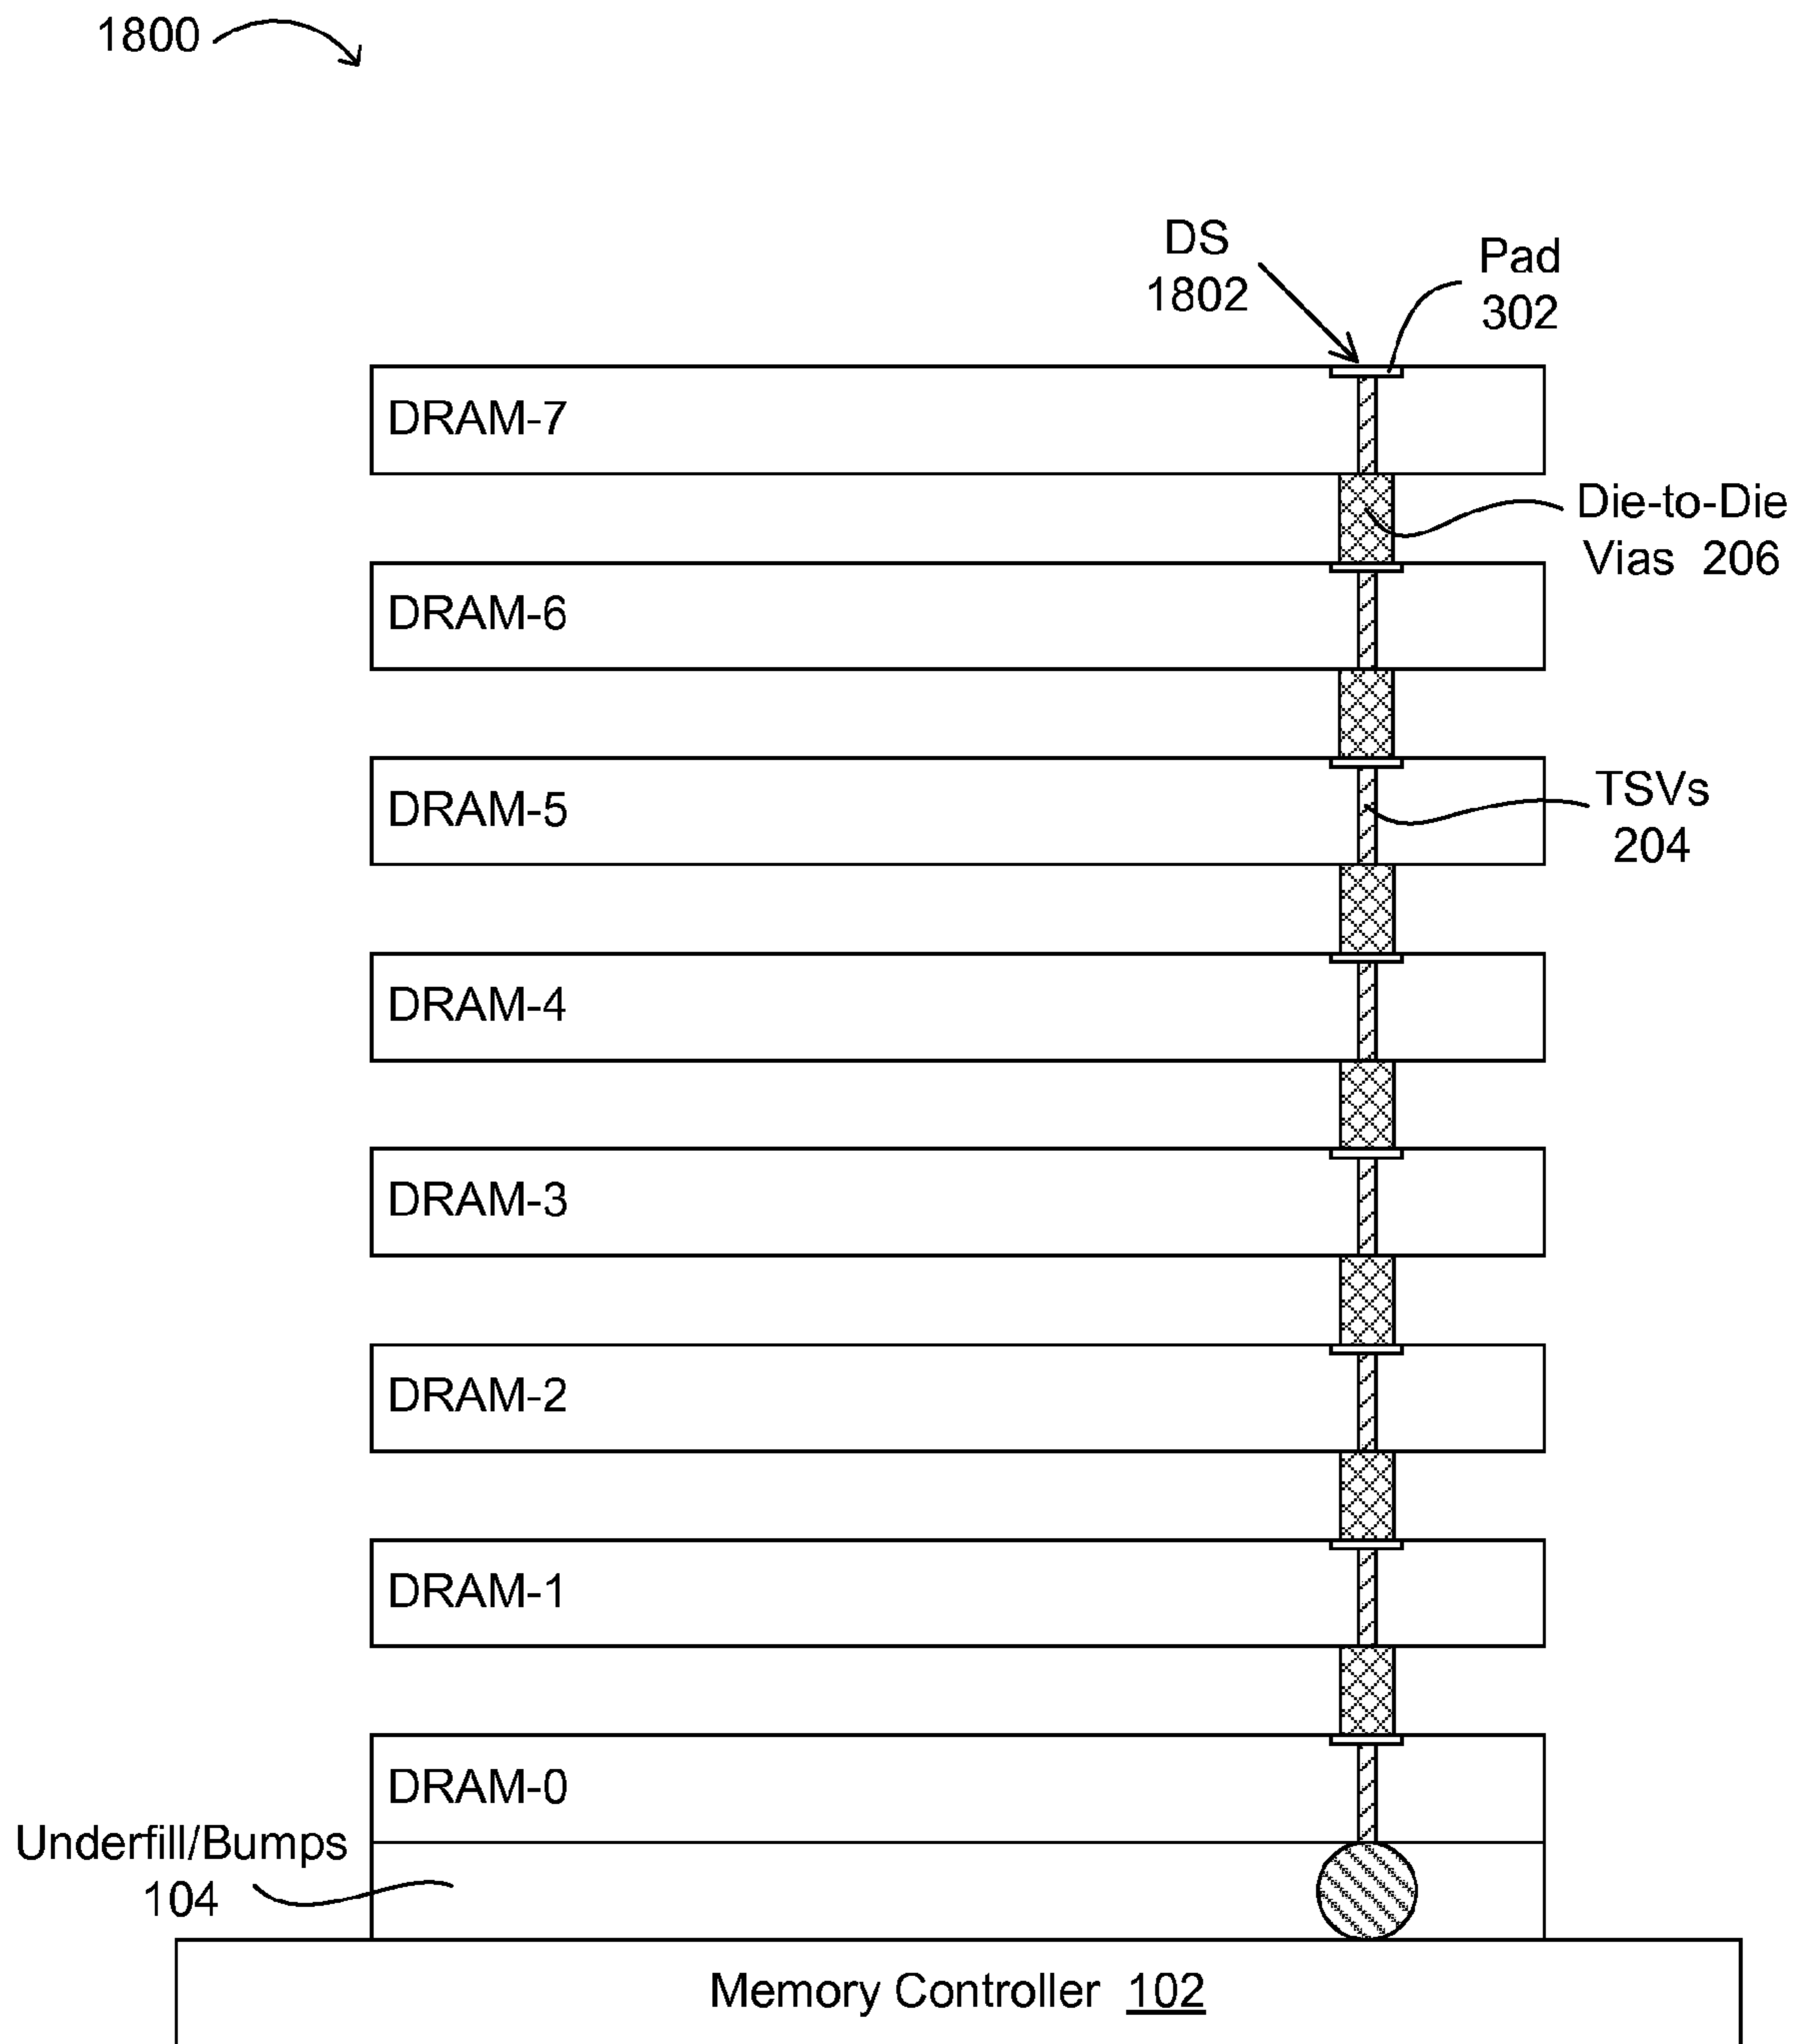 1800
DS
1802
Pad
302
DRAM-7
Die-to-Die
Vias 206
DRAM-6
TSVs
204
DRAM-5
DRAM-4
DRAM-3
DRAM-2
DRAM-1
DRAM-0
Underfill/Bumps
104
Memory Controller 102